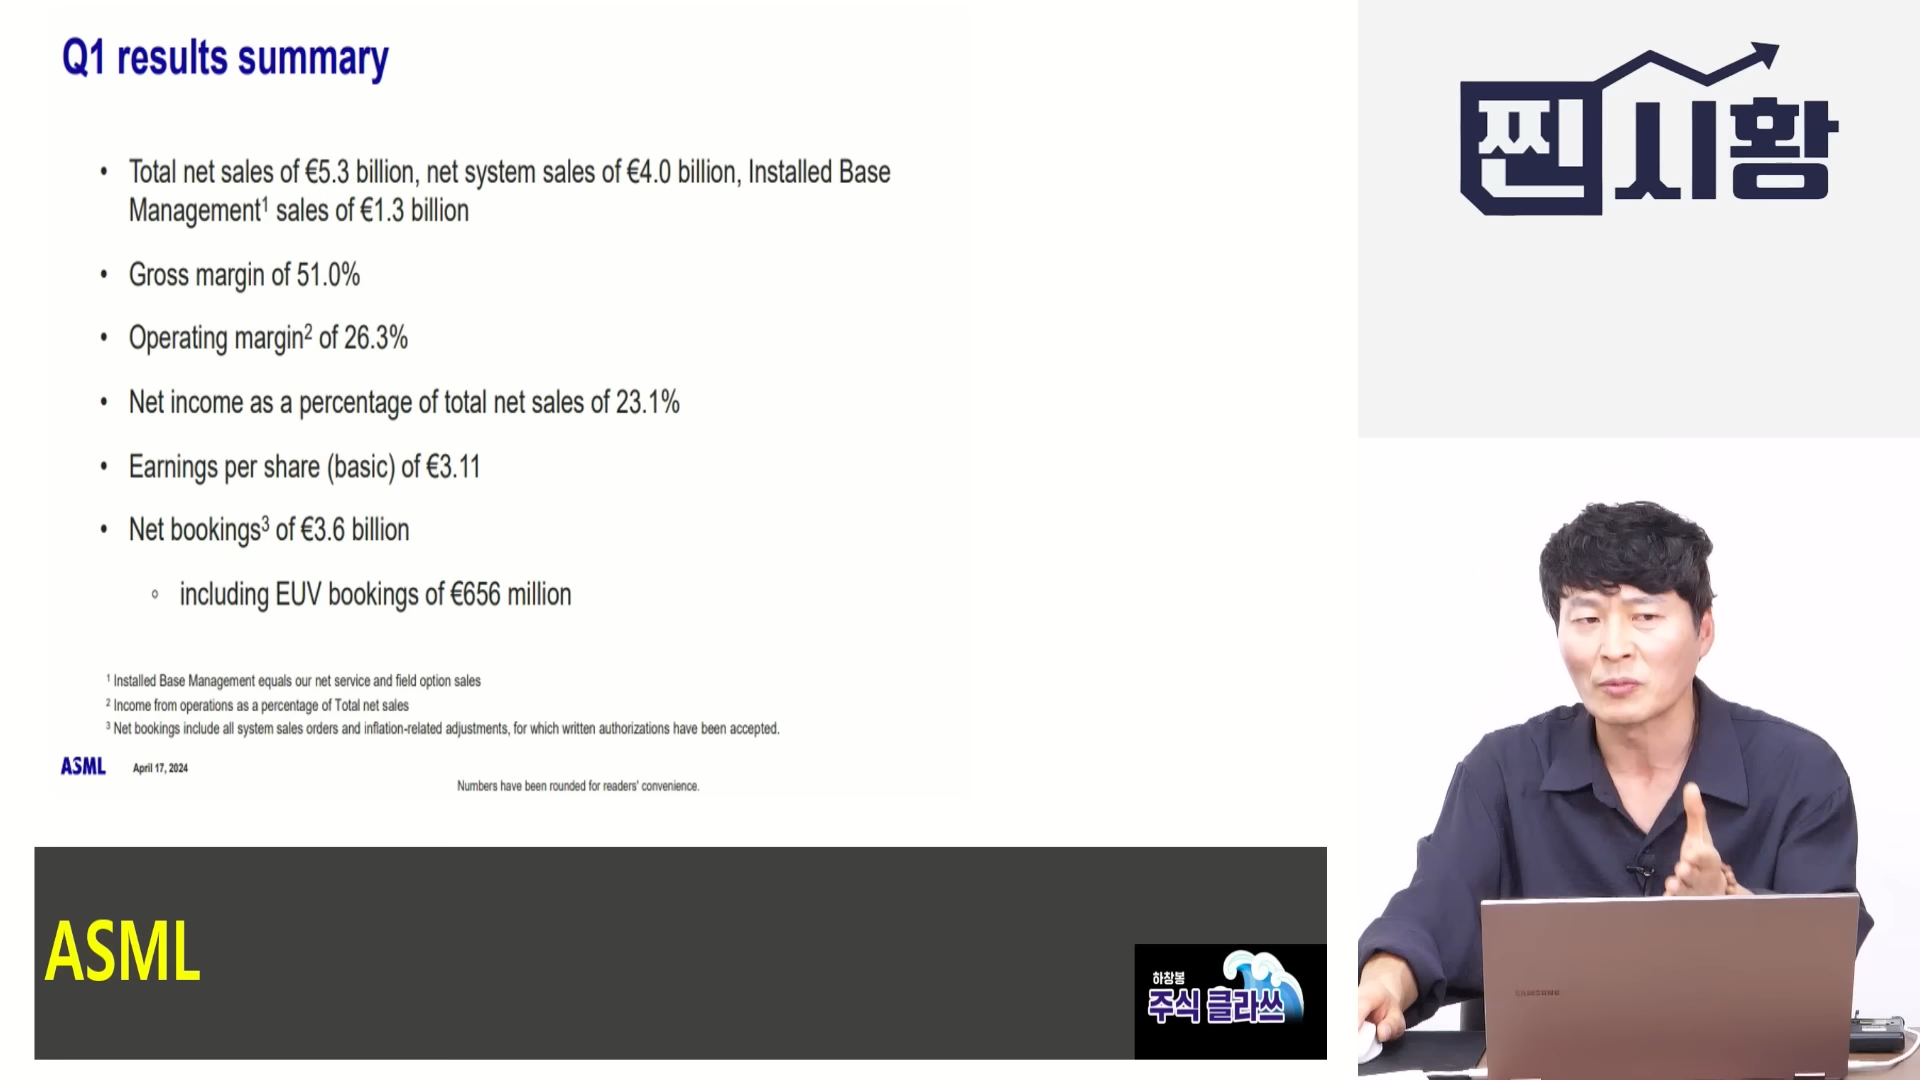 Q1 results summary
• Total net sales of €5.3 billion, net system sales of €4.0 billion, Installed Base
Management¹ sales of €1.3 billion
• Gross margin of 51.0%
• Operating margin² of 26.3%
• Net income as a percentage of total net sales of 23.1%
• Earnings per share (basic) of €3.11
• Net bookings³ of €3.6 billion
◦ including EUV bookings of €656 million
¹ Installed Base Management equals our net service and field option sales
² Income from operations as a percentage of Total net sales
³ Net bookings include all system sales orders and inflation-related adjustments, for which written authorizations have been accepted.
ASML April 17, 2024
Numbers have been rounded for readers' convenience.
ASML
하창봉
주식 클라쓰
찐시황
SAMSUNG